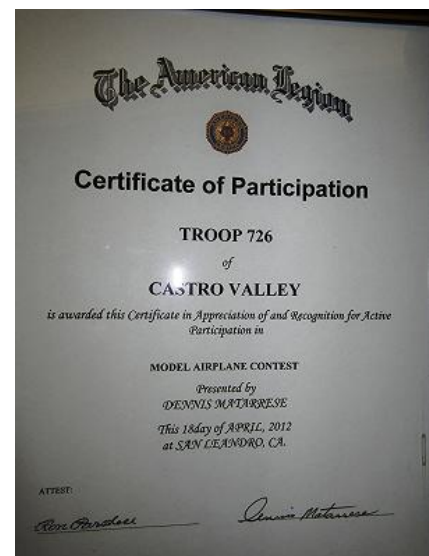 The American Legion
Certificate of Participation
TROOP 726
of
CASTRO VALLEY
is awarded this Certificate in Appreciation of and Recognition for Active
Participation in
MODEL AIRPLANE CONTEST
Presented by
DENNIS MATARRESE
This 18day of APRIL, 2012
at SAN LEANDRO, CA.
ATTEST:
Ron
Dennis Matarrese